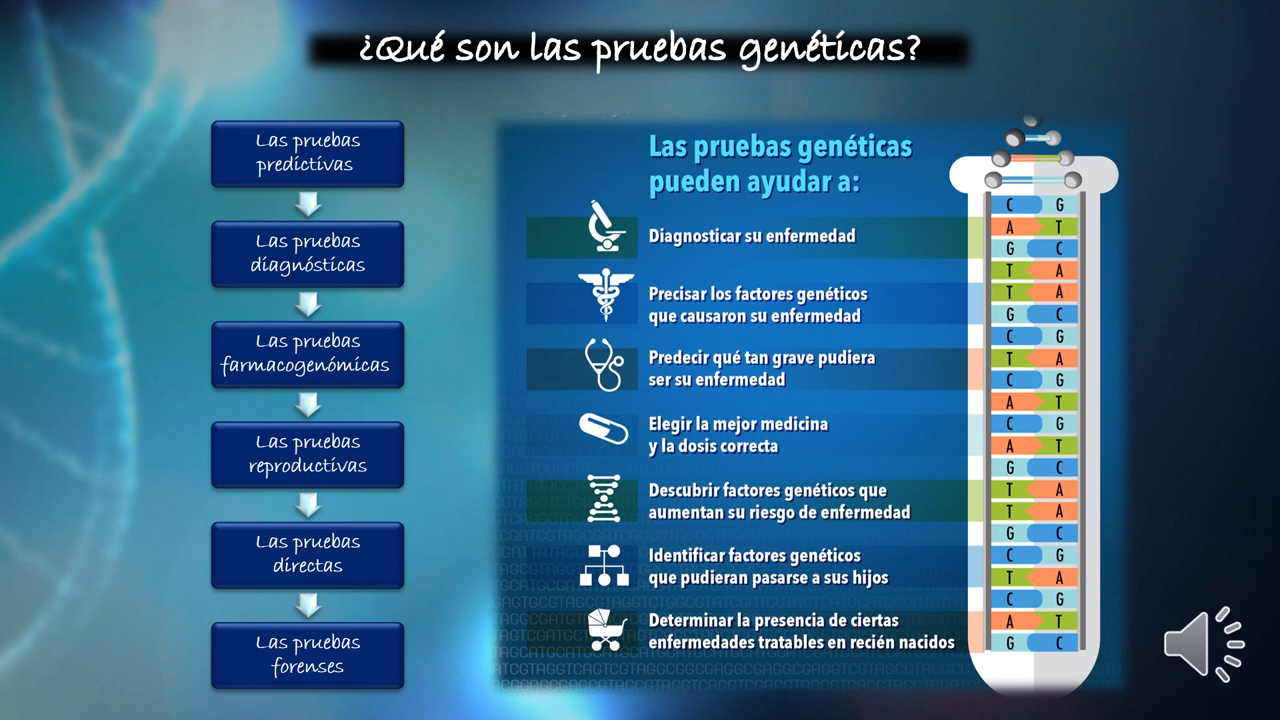 ¿Qué son las pruebas genéticas?
Las pruebas
predictivas
Las pruebas
diagnósticas
Las pruebas
farmacogenómicas
Las pruebas
reproductivas
Las pruebas
directas
Las pruebas
forenses
Las pruebas genéticas
pueden ayudar a:
Diagnosticar su enfermedad
Precisar los factores genéticos
que causaron su enfermedad
Predecir qué tan grave pudiera
ser su enfermedad
Elegir la mejor medicina
y la dosis correcta
Descubrir factores genéticos que
aumentan su riesgo de enfermedad
Identificar factores genéticos
que pudieran pasarse a sus hijos
Determinar la presencia de ciertas
enfermedades tratables en recién nacidos
C G
A T
G C
T A
T A
G C
C G
T A
C G
A T
C G
A T
G C
T A
T A
G C
C G
T A
C G
A T
G C